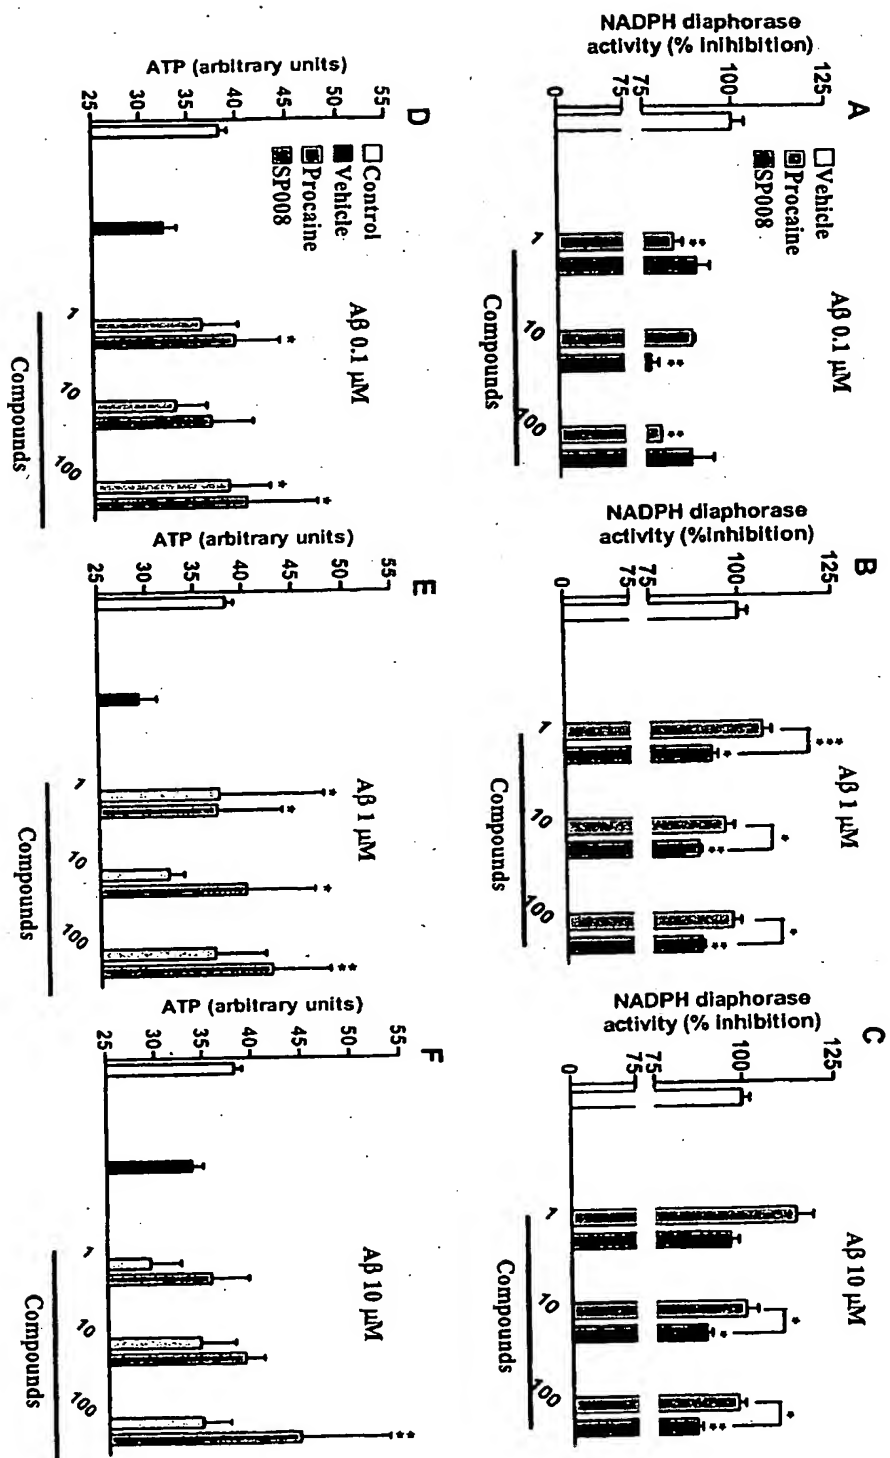 A
NADPH diaphorase
activity (% inihibition)
125
100
75
75
0
Vehicle
Procaine
SP008
Aβ 0.1 μM
**
**
**
1
10
100
Compounds
B
NADPH diaphorase
activity (%inhibition)
125
100
75
75
0
Aβ 1 μM
***
*
*
**
*
**
1
10
100
Compounds
C
NADPH diaphorase
activity (% inhibition)
125
100
75
75
0
Aβ 10 μM
*
*
*
**
1
10
100
Compounds
D
ATP (arbitrary units)
55
50
45
40
35
30
25
Control
Vehicle
Procaine
SP008
Aβ 0.1 μM
*
*
*
1
10
100
Compounds
E
ATP (arbitrary units)
55
50
45
40
35
30
25
Aβ 1 μM
*
*
*
**
1
10
100
Compounds
F
ATP (arbitrary units)
55
50
45
40
35
30
25
Aβ 10 μM
**
1
10
100
Compounds